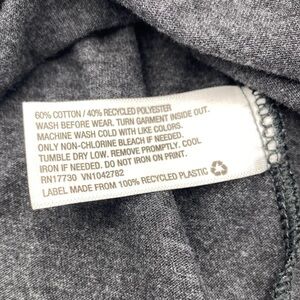 60% COTTON / 40% RECYCLED POLYESTER
WASH BEFORE WEAR. TURN GARMENT INSIDE OUT.
MACHINE WASH COLD WITH LIKE COLORS.
ONLY NON-CHLORINE BLEACH IF NEEDED.
TUMBLE DRY LOW. REMOVE PROMPTLY. COOL
IRON IF NEEDED. DO NOT IRON ON PRINT.
RN17730 VN1042782
LABEL MADE FROM 100% RECYCLED PLASTIC